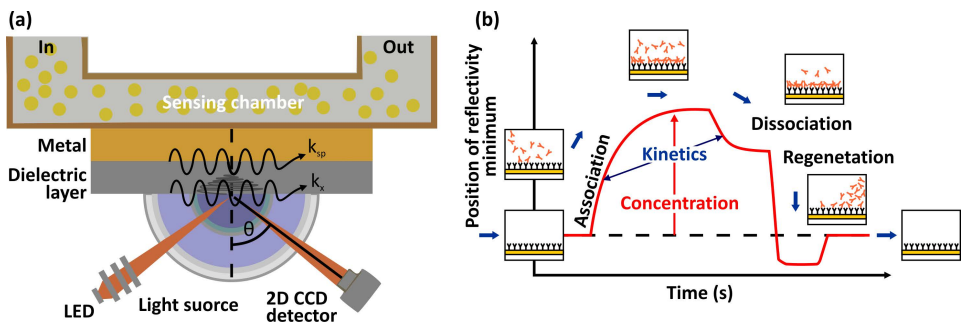 (a)
In
Out
Sensing chamber
Metal
Dielectric
layer
k_sp
k_x
θ
LED
Light suorce
2D CCD
detector
(b)
Position of reflectivity
minimum
Association
Kinetics
Concentration
Dissociation
Regenetation
Time (s)